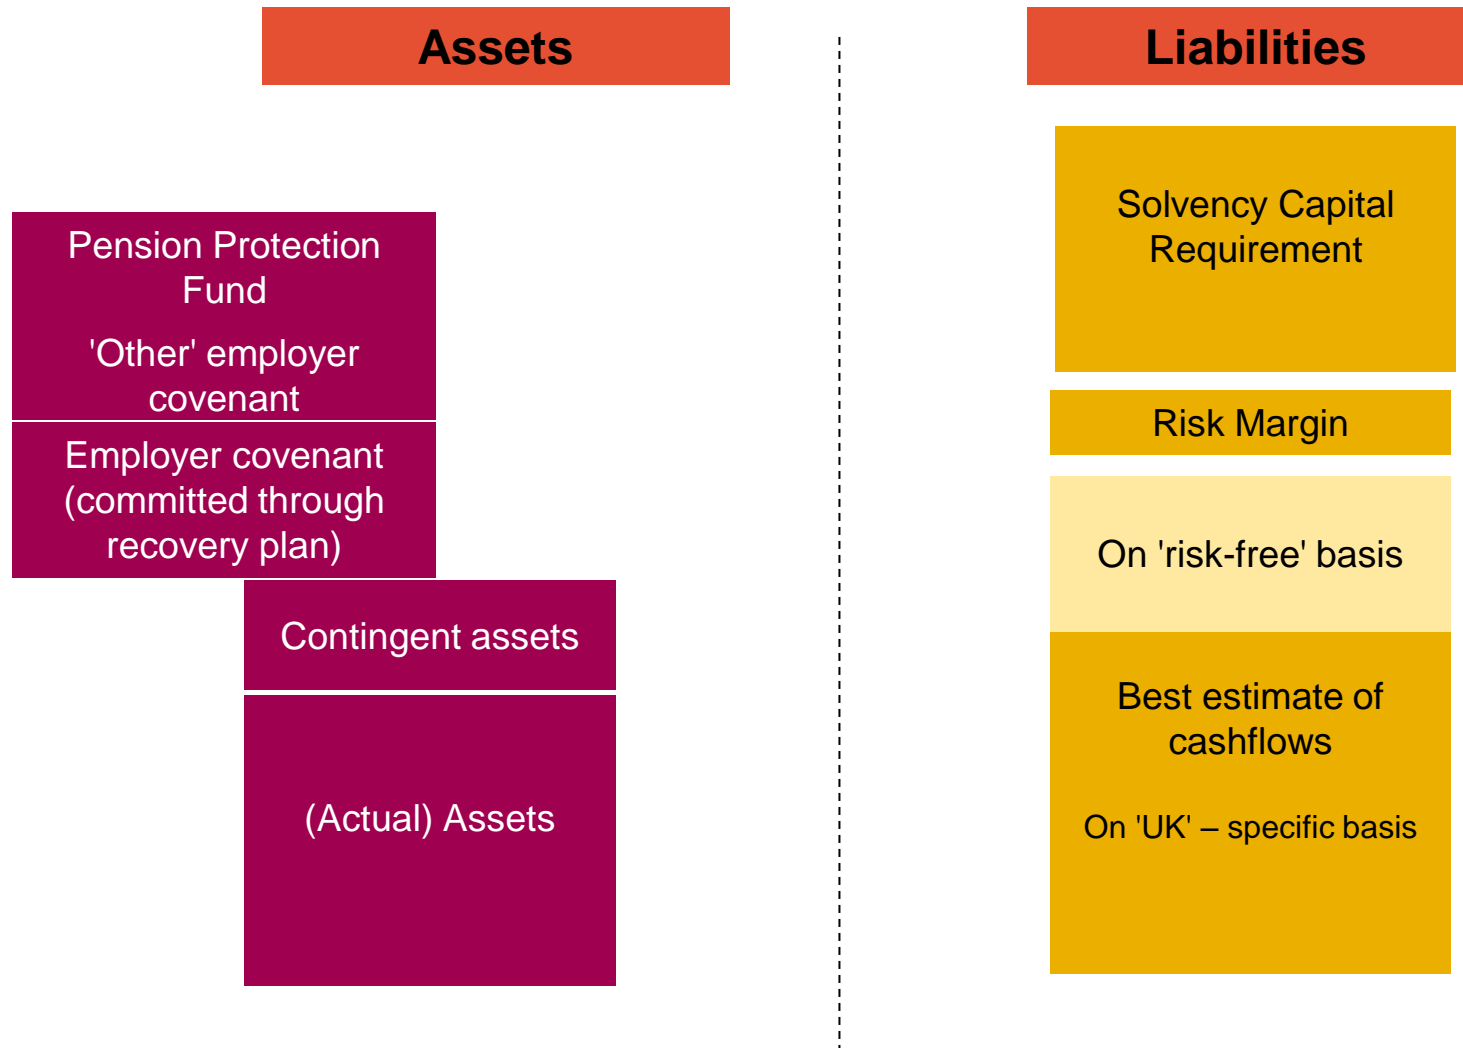 Assets
Liabilities
Pension Protection
Fund
'Other' employer
covenant
Employer covenant
(committed through
recovery plan)
Contingent assets
(Actual) Assets
Solvency Capital
Requirement
Risk Margin
On 'risk-free' basis
Best estimate of
cashflows
On 'UK' – specific basis